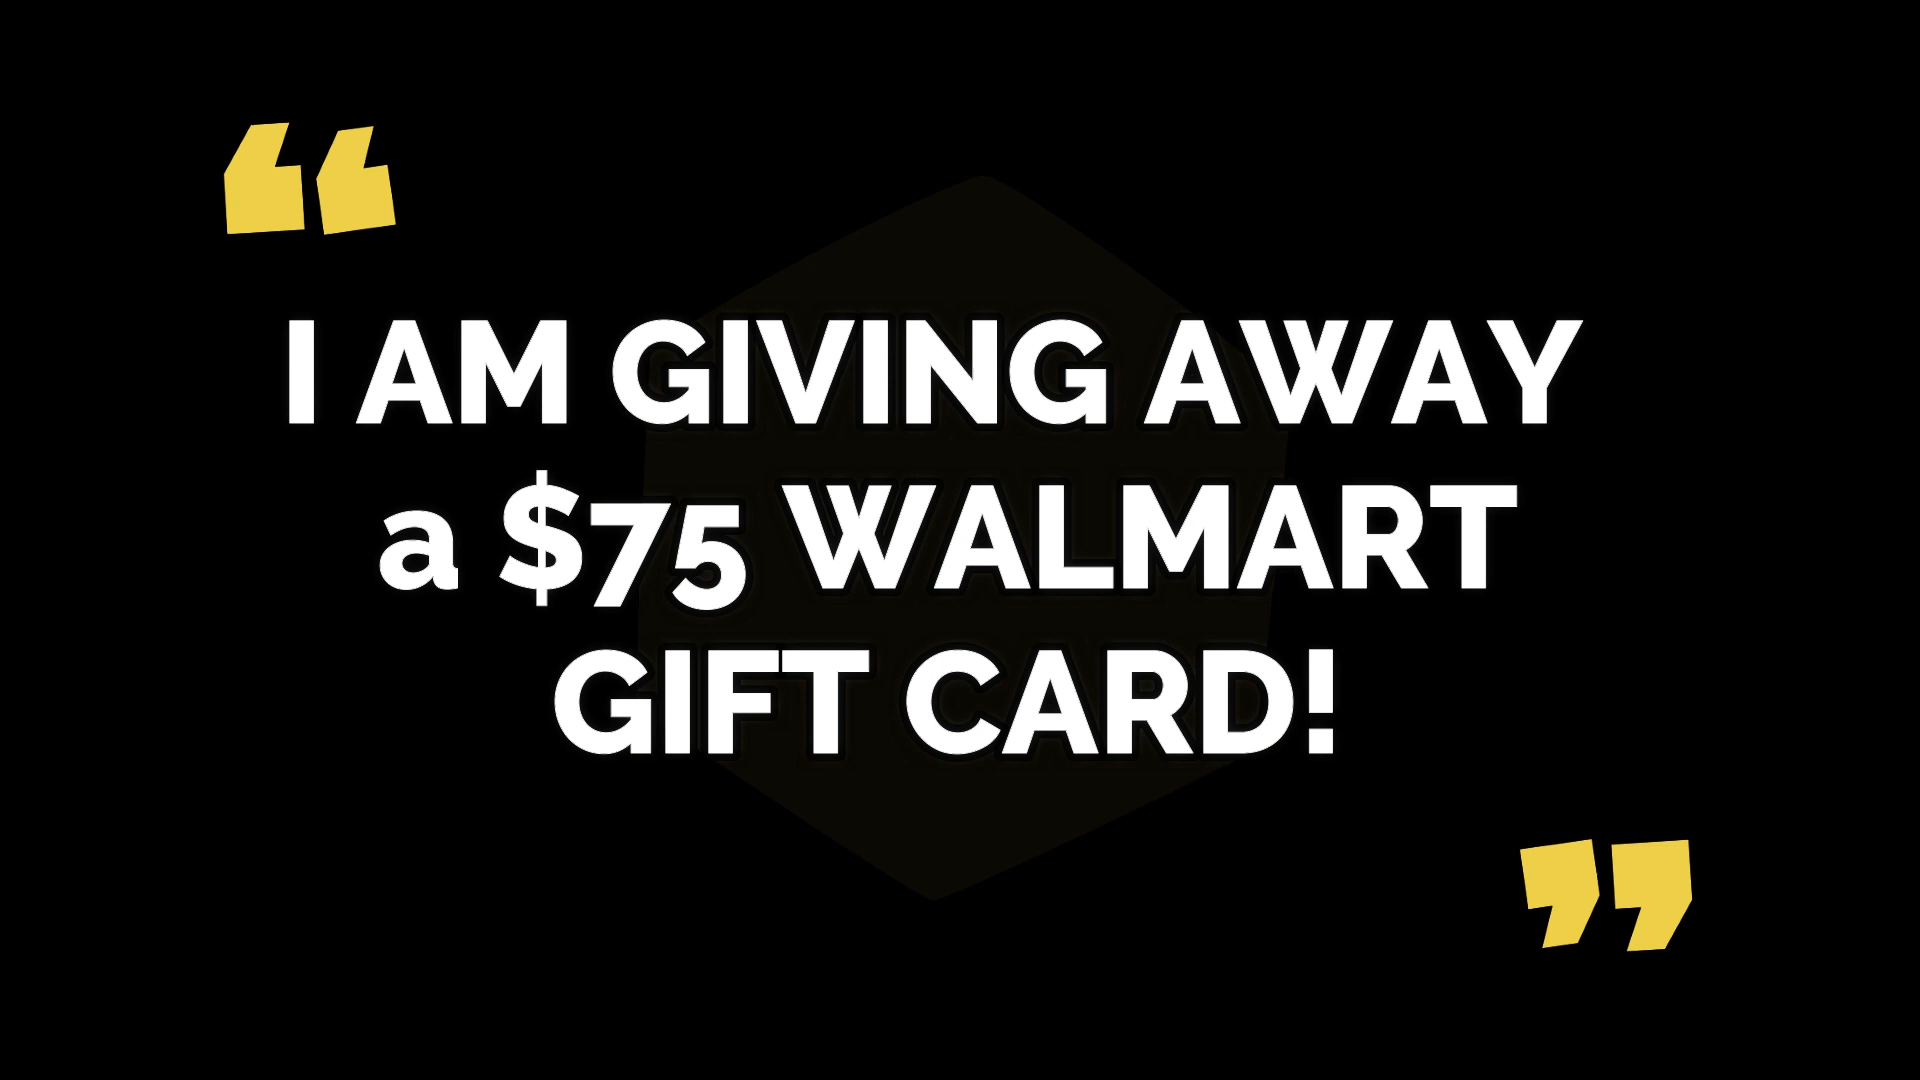 “
I AM GIVING AWAY
a $75 WALMART
GIFT CARD!
”